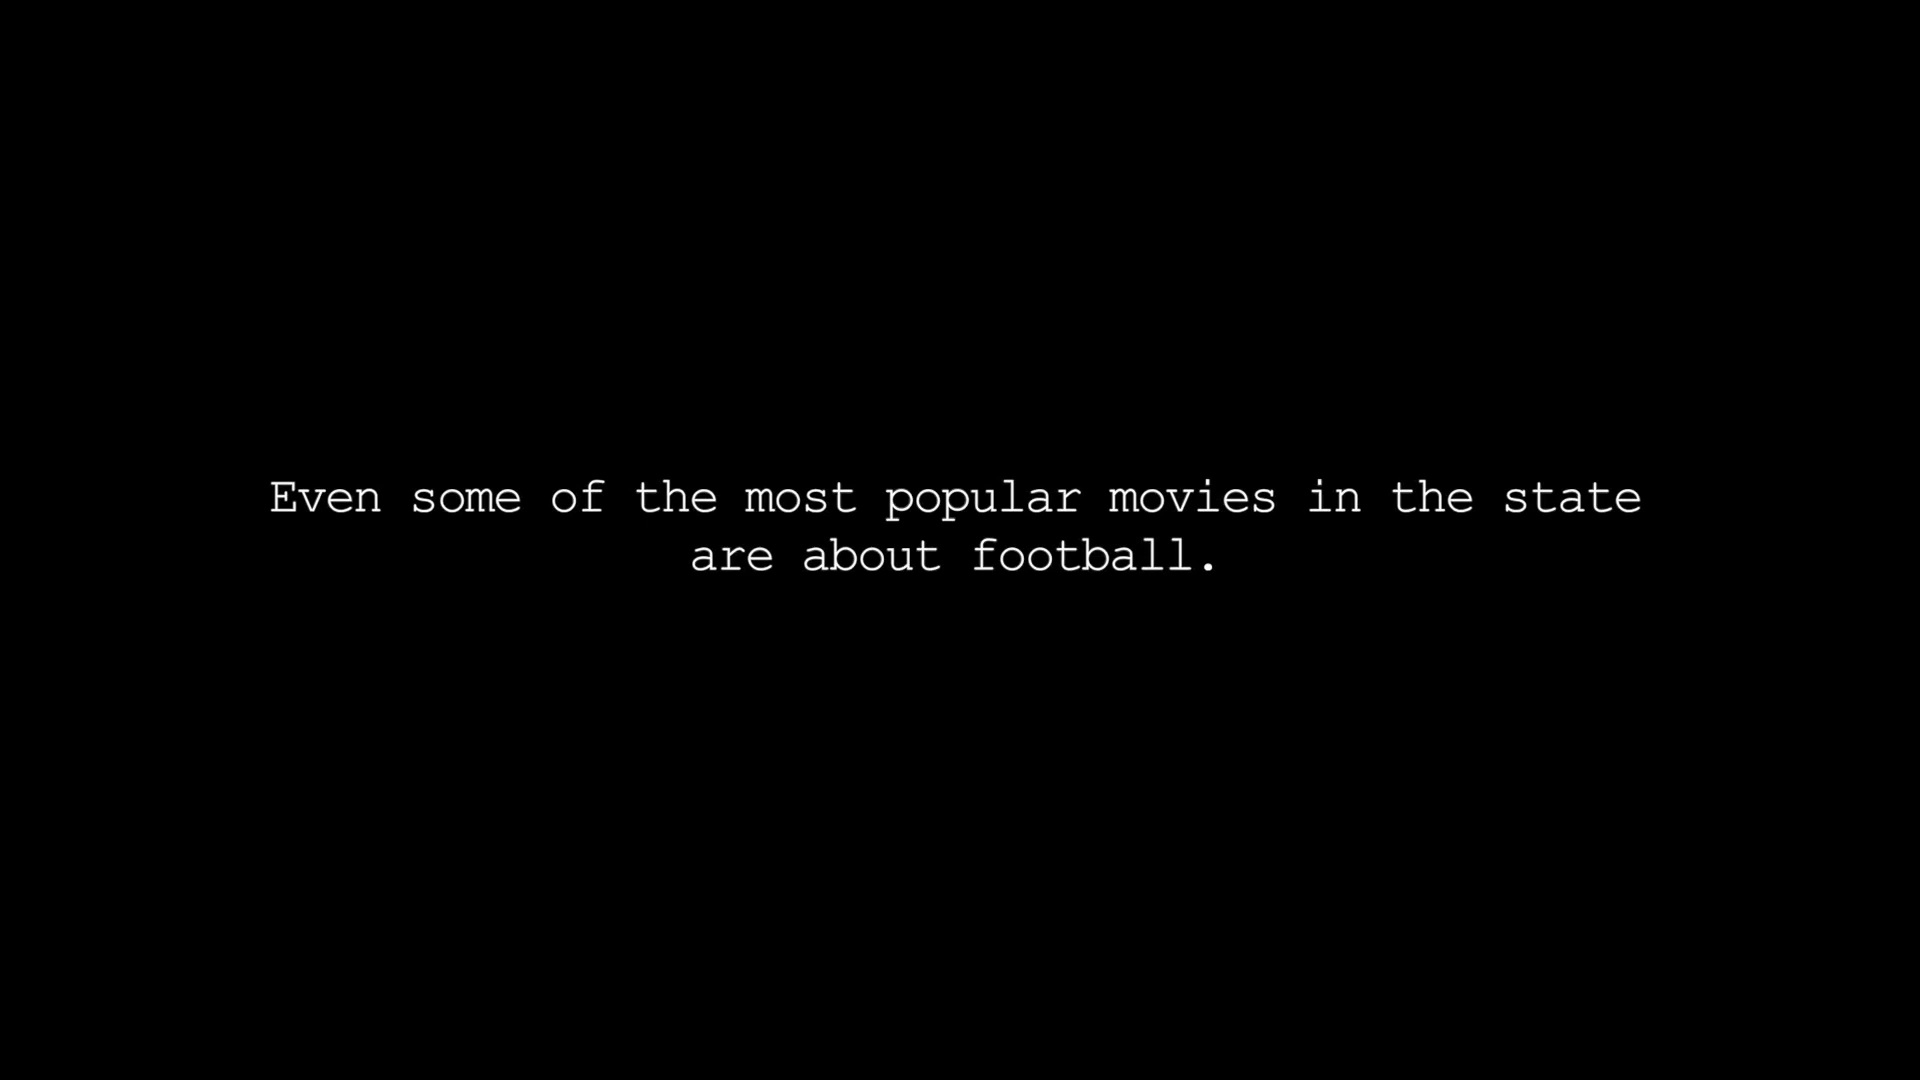 Even some of the most popular movies in the state
are about football.